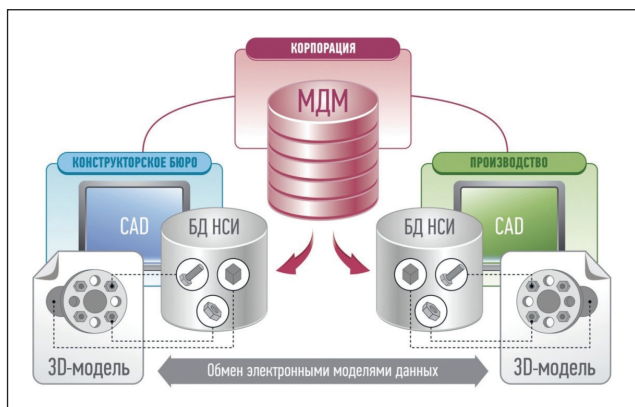 КОРПОРАЦИЯ
МДМ
КОНСТРУКТОРСКОЕ БЮРО
ПРОИЗВОДСТВО
CAD
БД НСИ
БД НСИ
CAD
3D-модель
Обмен электронными моделями данных
3D-модель